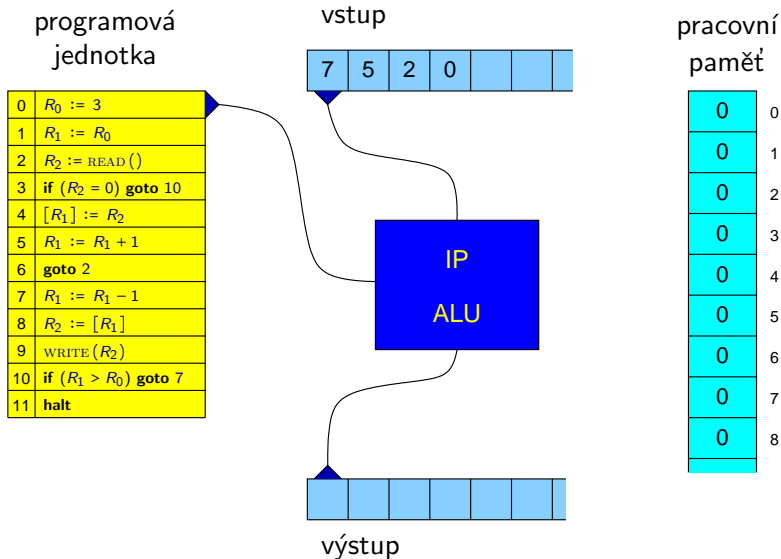 programová
jednotka
0 R0 := 3
1 R1 := R0
2 R2 := READ ()
3 if (R2 = 0) goto 10
4 [R1] := R2
5 R1 := R1 + 1
6 goto 2
7 R1 := R1 − 1
8 R2 := [R1]
9 WRITE (R2)
10 if (R1 > R0) goto 7
11 halt
vstup
7 5 2 0
IP
ALU
výstup
pracovní
paměť
0 0
0 1
0 2
0 3
0 4
0 5
0 6
0 7
0 8